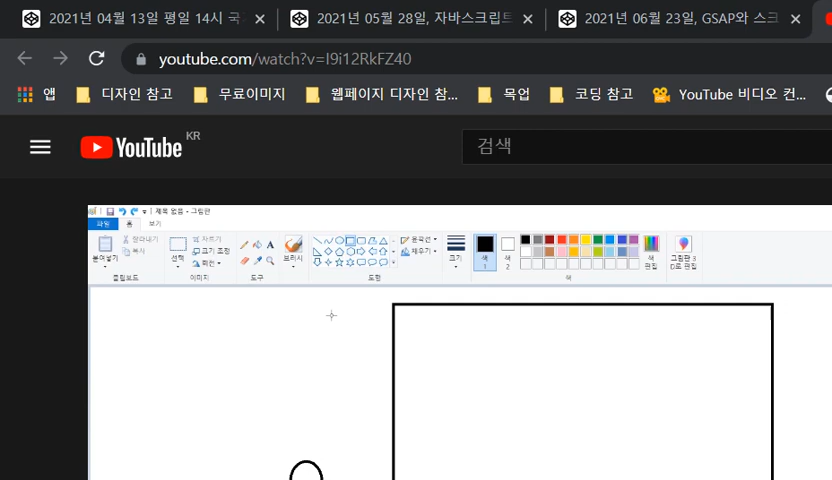 2021년 04월 13일 평일 14시 국
2021년 05월 28일, 자바스크립트
2021년 06월 23일, GSAP와 스크
youtube.com/watch?v=I9i12RkFZ40
앱 디자인 참고 무료이미지 웹페이지 디자인 참... 목업 코딩 참고 YouTube 비디오 컨...
YouTube KR
검색
제목 없음 - 그림판
파일 홈 보기
붙여넣기
잘라내기
복사
클립보드
선택
자르기
크기 조정
회전
이미지
A
도구
브러시
윤곽선
채우기
도형
크기
색 1
색 2
색 편집
색
그림판 3D로 편집